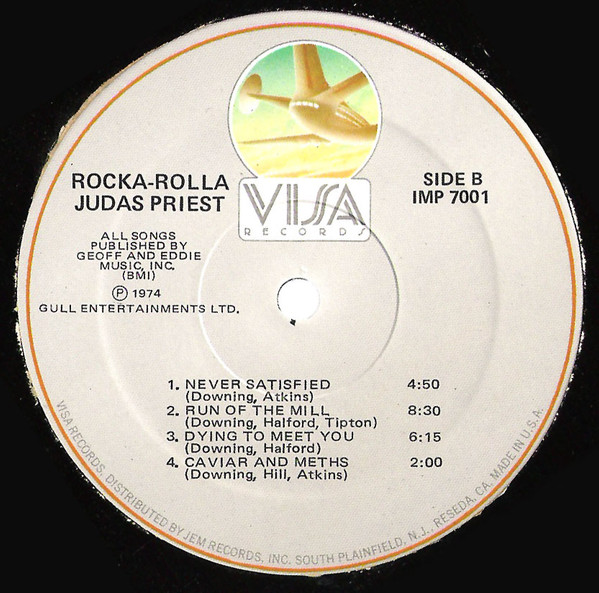 VISA
RECORDS
ROCKA-ROLLA
JUDAS PRIEST
SIDE B
IMP 7001
ALL SONGS
PUBLISHED BY
GEOFF AND EDDIE
MUSIC, INC.
(BMI)
Ⓟ 1974
GULL ENTERTAINMENTS LTD.
1. NEVER SATISFIED 4:50
(Downing, Atkins)
2. RUN OF THE MILL 8:30
(Downing, Halford, Tipton)
3. DYING TO MEET YOU 6:15
(Downing, Halford)
4. CAVIAR AND METHS 2:00
(Downing, Hill, Atkins)
VISA RECORDS, DISTRIBUTED BY JEM RECORDS, INC. SOUTH PLAINFIELD, N.J., RESEDA, CA. MADE IN U.S.A.